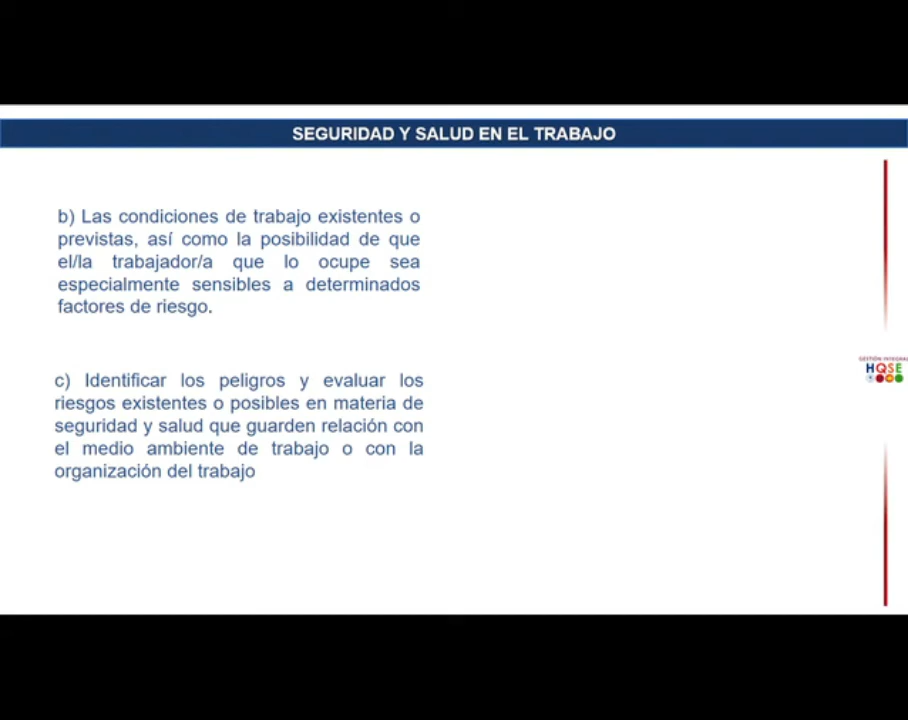 SEGURIDAD Y SALUD EN EL TRABAJO
b) Las condiciones de trabajo existentes o
previstas, así como la posibilidad de que
el/la trabajador/a que lo ocupe sea
especialmente sensibles a determinados
factores de riesgo.
c) Identificar los peligros y evaluar los
riesgos existentes o posibles en materia de
seguridad y salud que guarden relación con
el medio ambiente de trabajo o con la
organización del trabajo
GESTIÓN INTEGRAL
HQSE